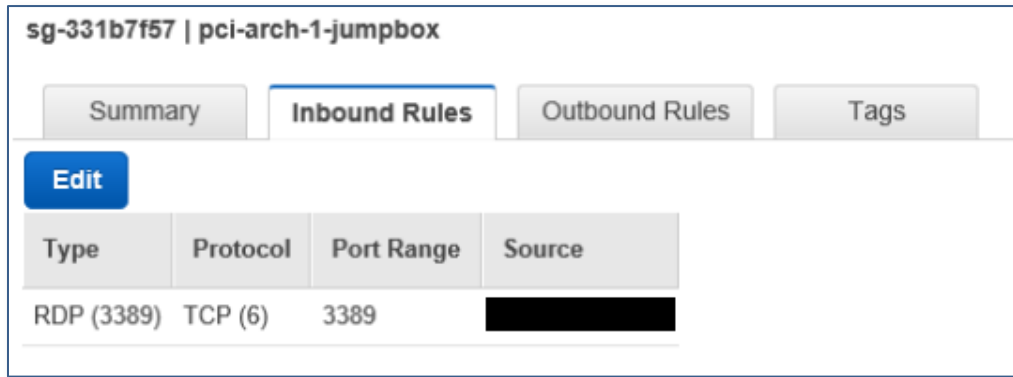 sg-331b7f57 | pci-arch-1-jumpbox
Summary Inbound Rules Outbound Rules Tags
Edit
Type Protocol Port Range Source
RDP (3389) TCP (6) 3389